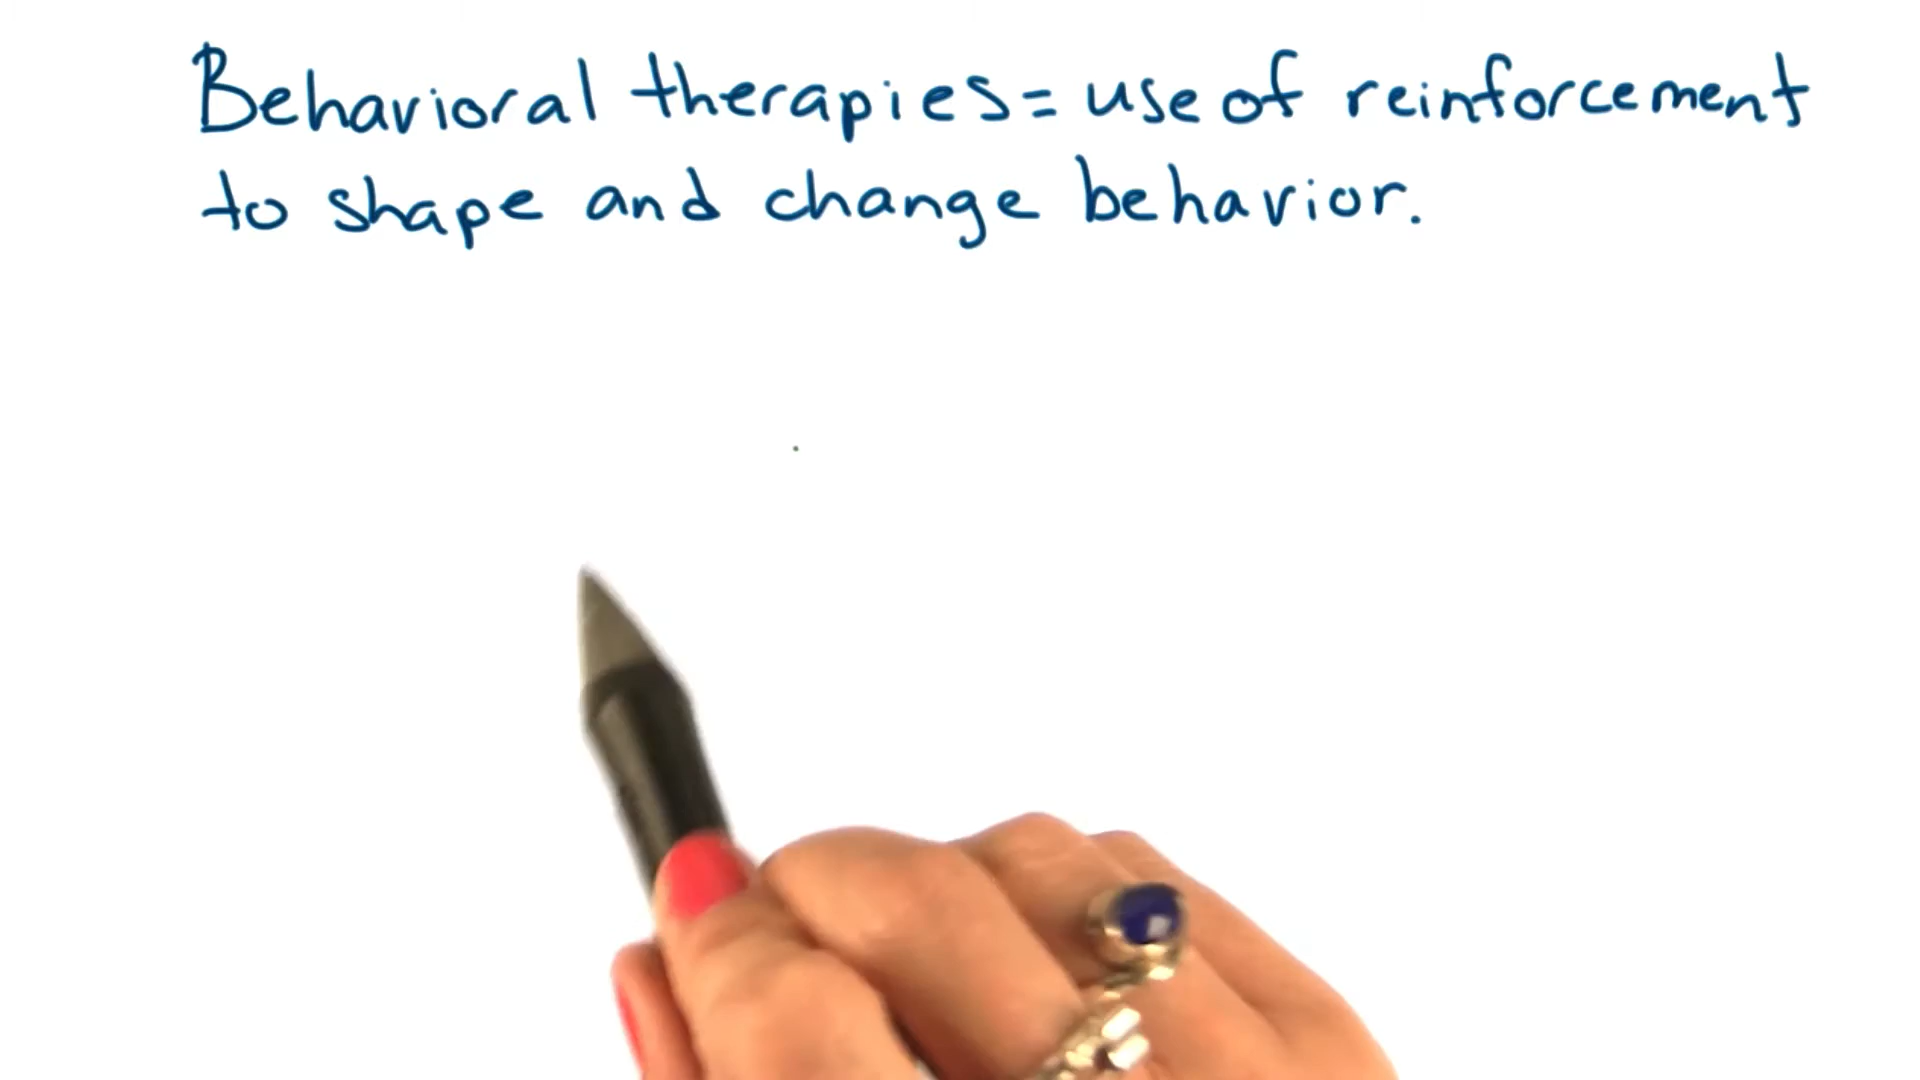 Behavioral therapies = use of reinforcement
to shape and change behavior.